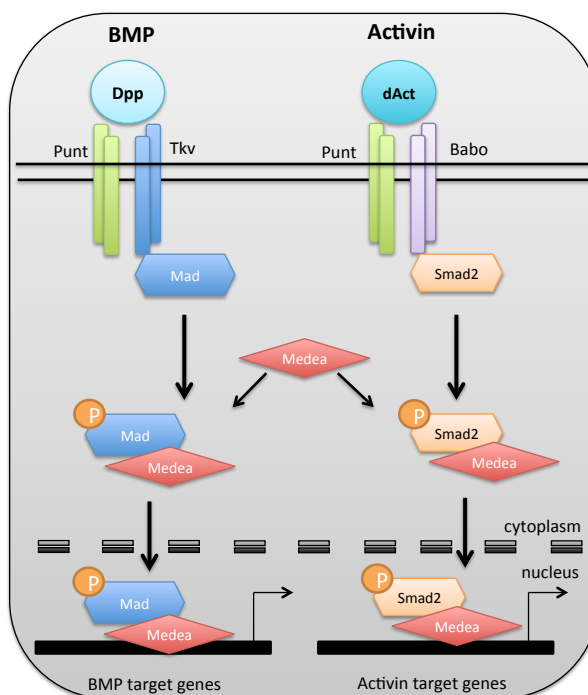 BMP
Activin
Dpp
dAct
Punt
Tkv
Punt
Babo
Mad
Smad2
Medea
P
Mad
Medea
P
Smad2
Medea
cytoplasm
nucleus
P
Mad
Medea
P
Smad2
Medea
BMP target genes
Activin target genes